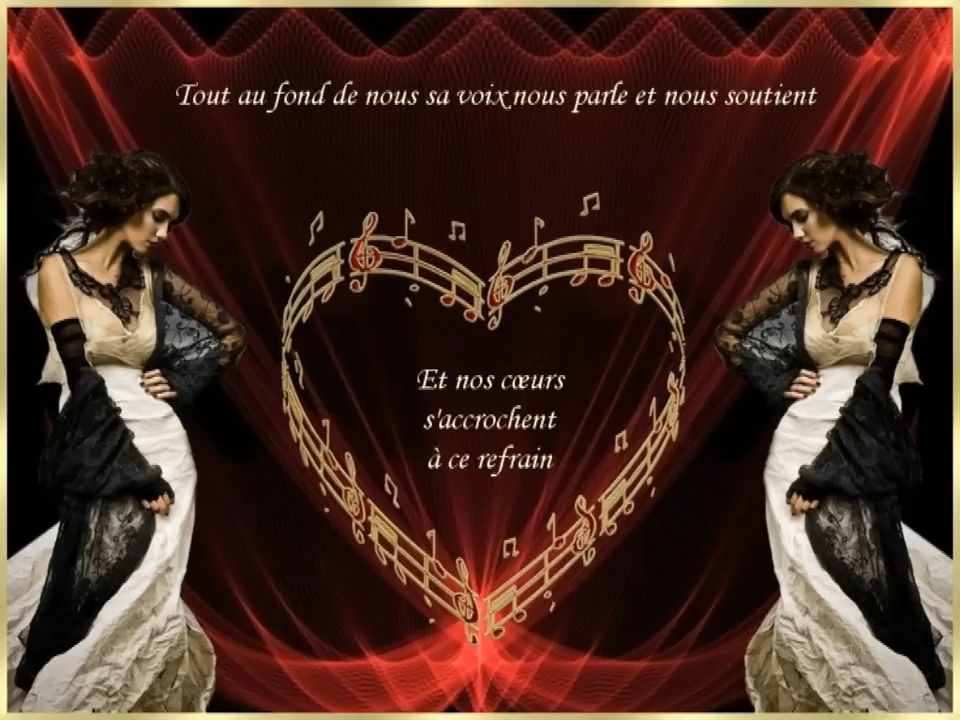 Tout au fond de nous sa voix nous parle et nous soutient
Et nos cœurs
s'accrochent
à ce refrain